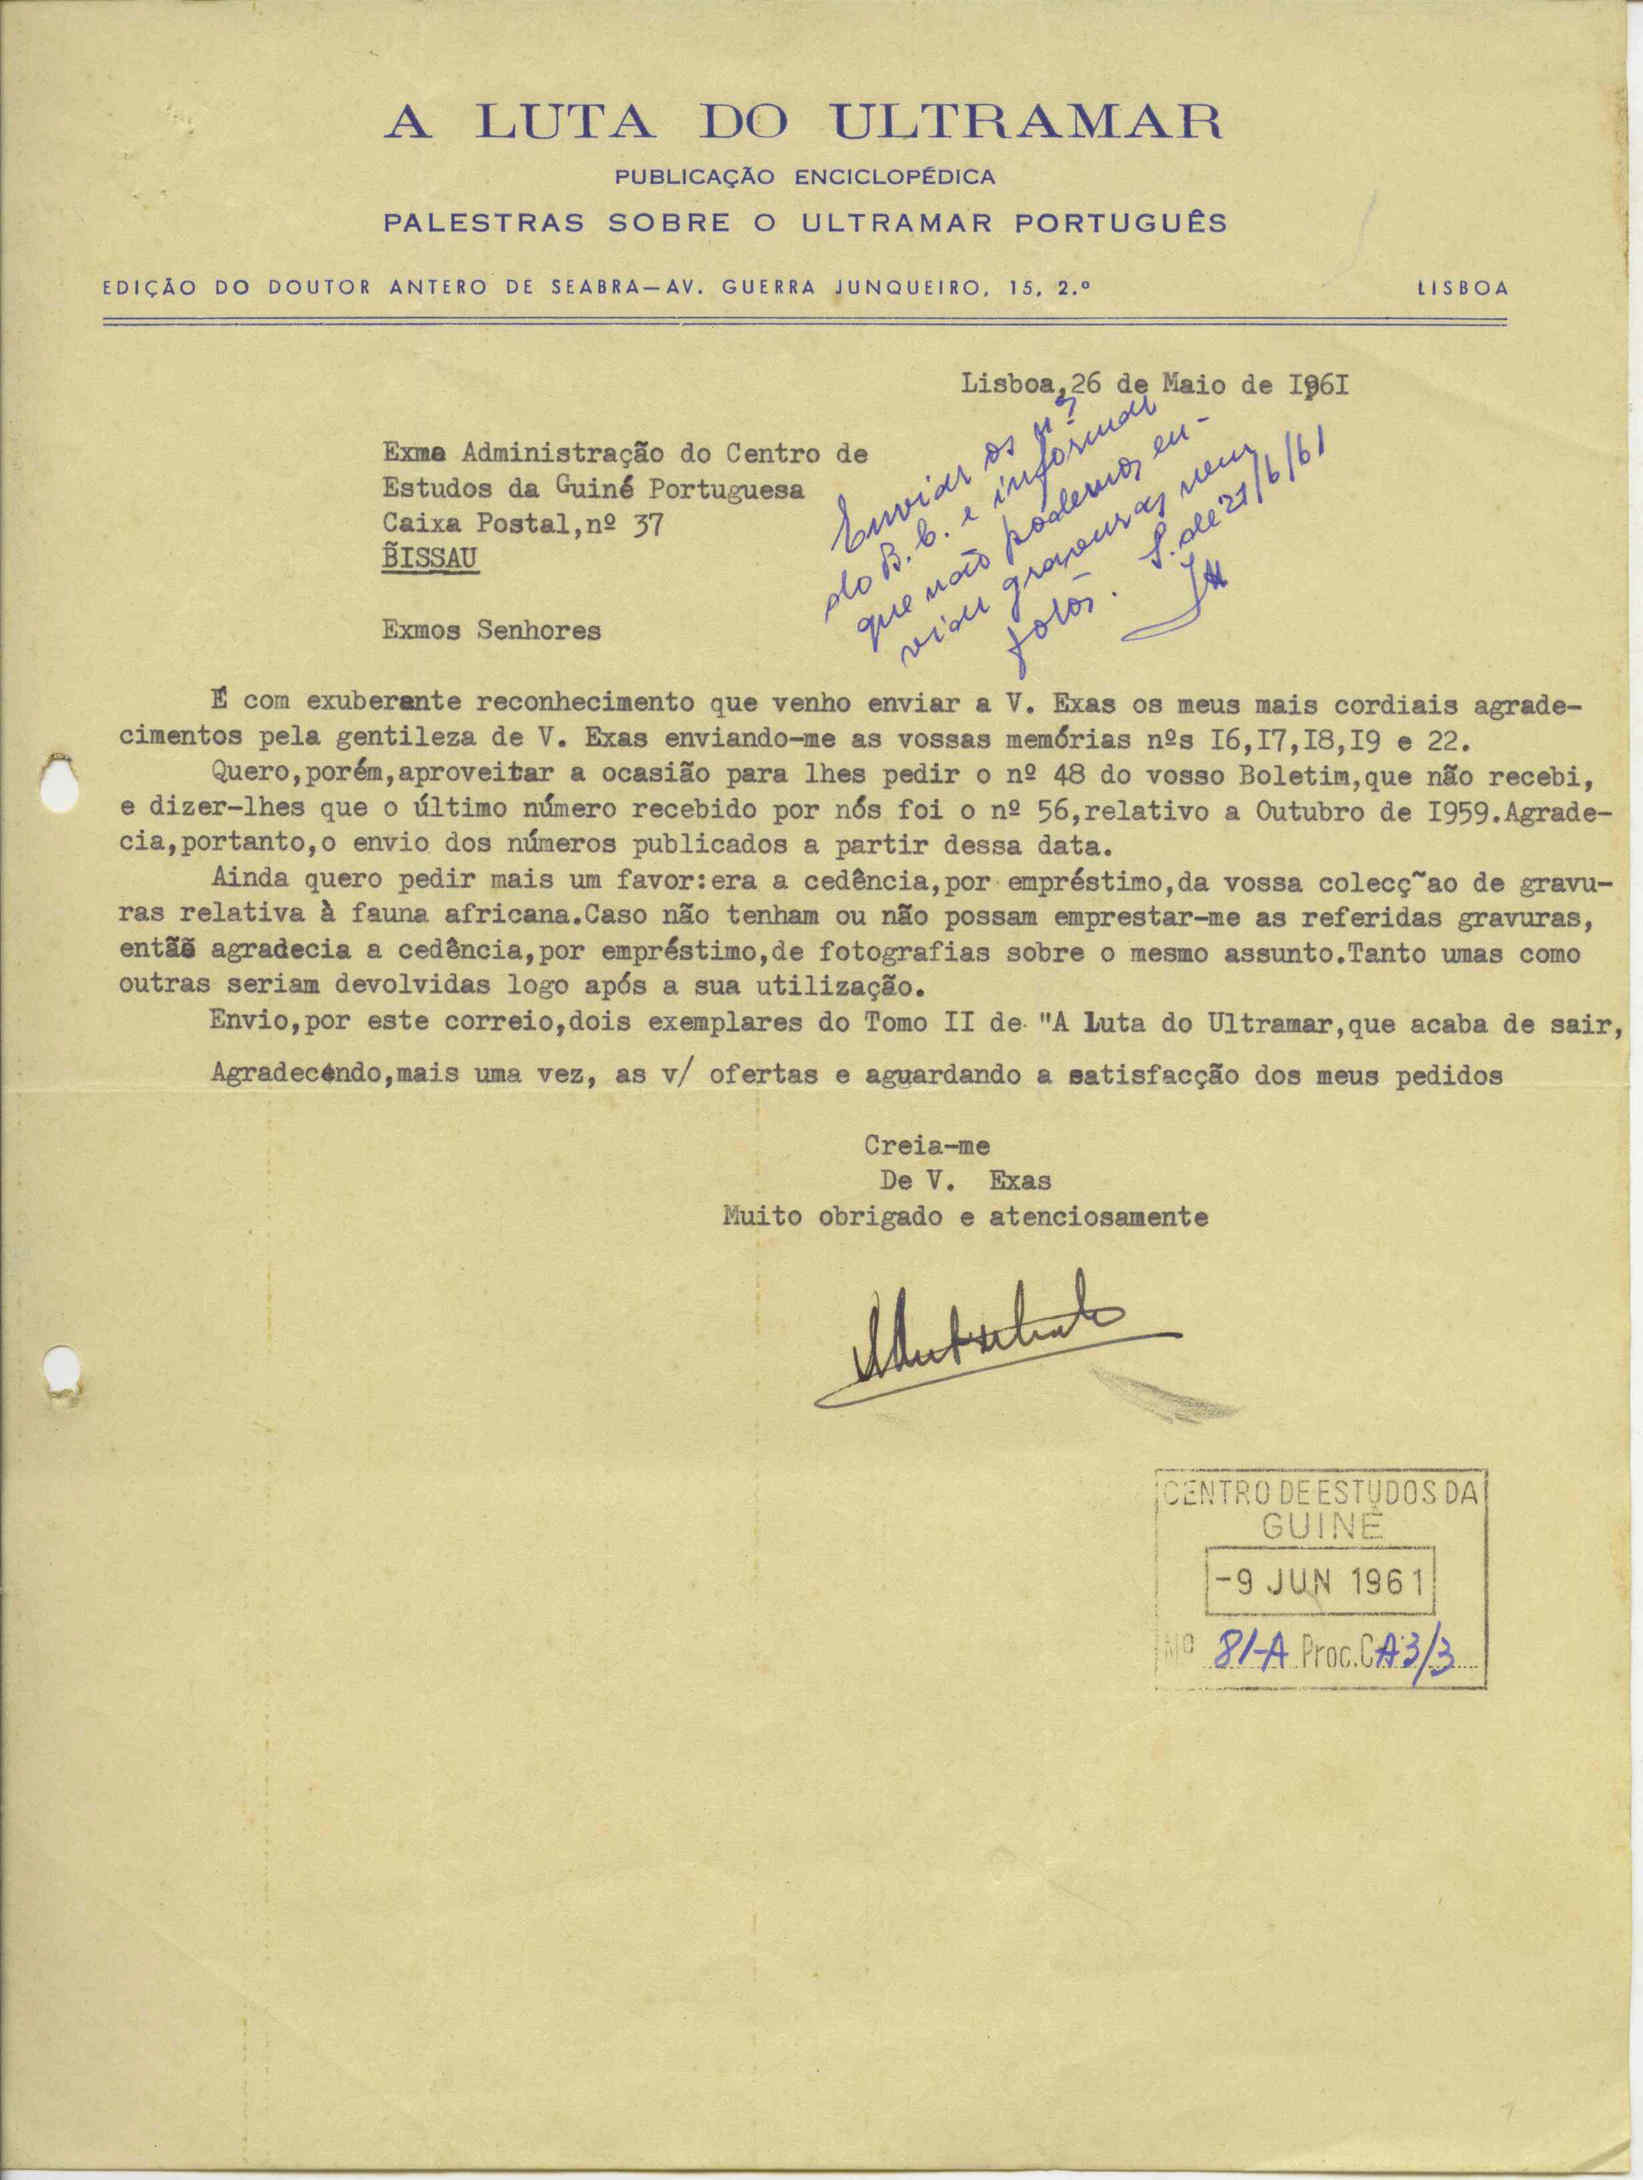 A LUTA DO ULTRAMAR
PUBLICAÇÃO ENCICLOPÉDICA
PALESTRAS SOBRE O ULTRAMAR PORTUGUÊS
EDIÇÃO DO DOUTOR ANTERO DE SEABRA—AV. GUERRA JUNQUEIRO, 15, 2.º LISBOA
Lisboa,26 de Maio de I96I
Exma Administração do Centro de
Estudos da Guiné Portuguesa
Caixa Postal,nº 37
BISSAU
Enviar os nºs
do B.C. e informar
que não podemos en-
viar gravuras nem
fotos. 21/6/61
Exmos Senhores
É com exuberante reconhecimento que venho enviar a V. Exas os meus mais cordiais agrade-
cimentos pela gentileza de V. Exas enviando-me as vossas memórias nºs I6,I7,I8,I9 e 22.
Quero,porém,aproveitar a ocasião para lhes pedir o nº 48 do vosso Boletim,que não recebi,
e dizer-lhes que o último número recebido por nós foi o nº 56,relativo a Outubro de I959.Agrade-
cia,portanto,o envio dos números publicados a partir dessa data.
Ainda quero pedir mais um favor:era a cedência,por empréstimo,da vossa colecç~ao de gravu-
ras relativa à fauna africana.Caso não tenham ou não possam emprestar-me as referidas gravuras,
então agradecia a cedência,por empréstimo,de fotografias sobre o mesmo assunto.Tanto umas como
outras seriam devolvidas logo após a sua utilização.
Envio,por este correio,dois exemplares do Tomo II de "A Luta do Ultramar,que acaba de sair,
Agradecendo,mais uma vez, as v/ ofertas e aguardando a satisfacção dos meus pedidos
Creia-me
De V. Exas
Muito obrigado e atenciosamente
CENTRO DE ESTUDOS DA
GUINÉ
-9 JUN 1961
Nº 81-A Proc.CA3/3